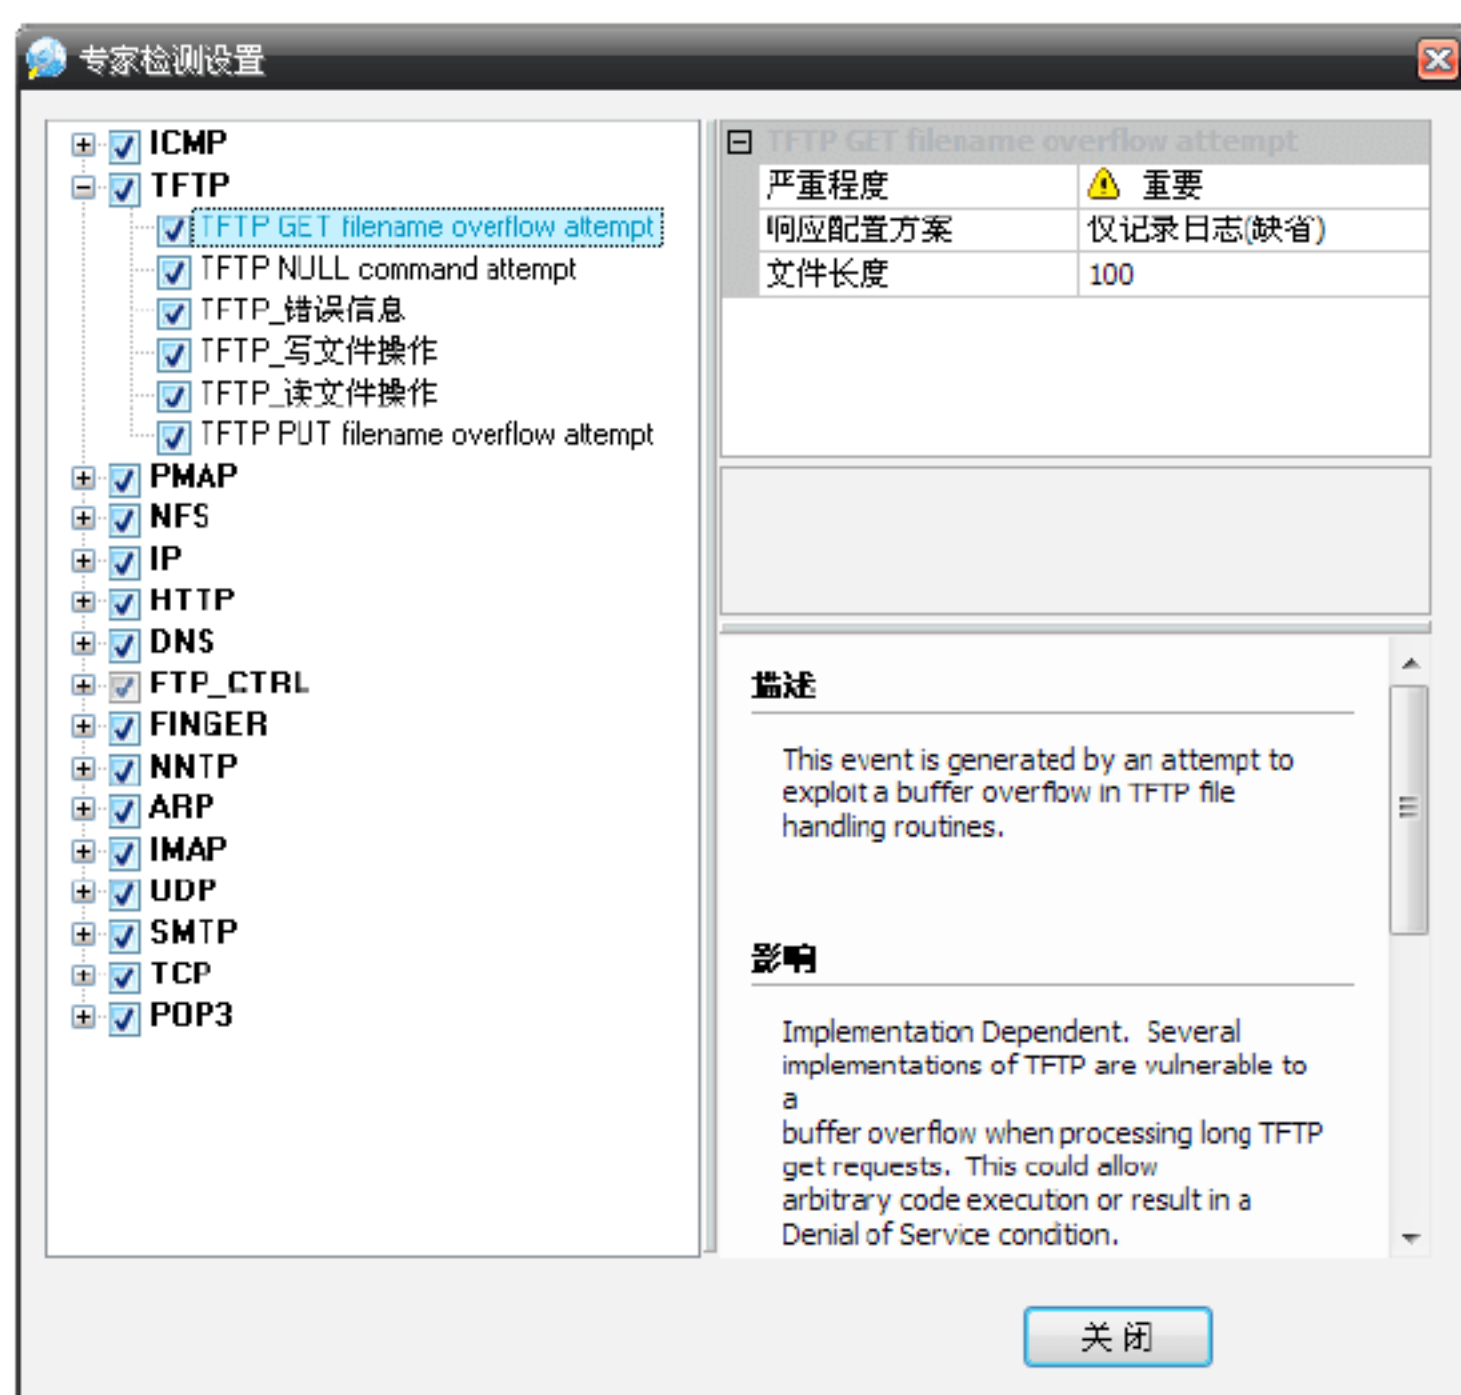 专家检测设置
ICMP
TFTP
TFTP GET filename overflow attempt
TFTP NULL command attempt
TFTP_错误信息
TFTP_写文件操作
TFTP_读文件操作
TFTP PUT filename overflow attempt
PMAP
NFS
IP
HTTP
DNS
FTP_CTRL
FINGER
NNTP
ARP
IMAP
UDP
SMTP
TCP
POP3
TFTP GET filename overflow attempt
严重程度 重要
响应配置方案 仅记录日志(缺省)
文件长度 100
描述
This event is generated by an attempt to
exploit a buffer overflow in TFTP file
handling routines.
影响
Implementation Dependent. Several
implementations of TFTP are vulnerable to
a
buffer overflow when processing long TFTP
get requests. This could allow
arbitrary code execution or result in a
Denial of Service condition.
关闭